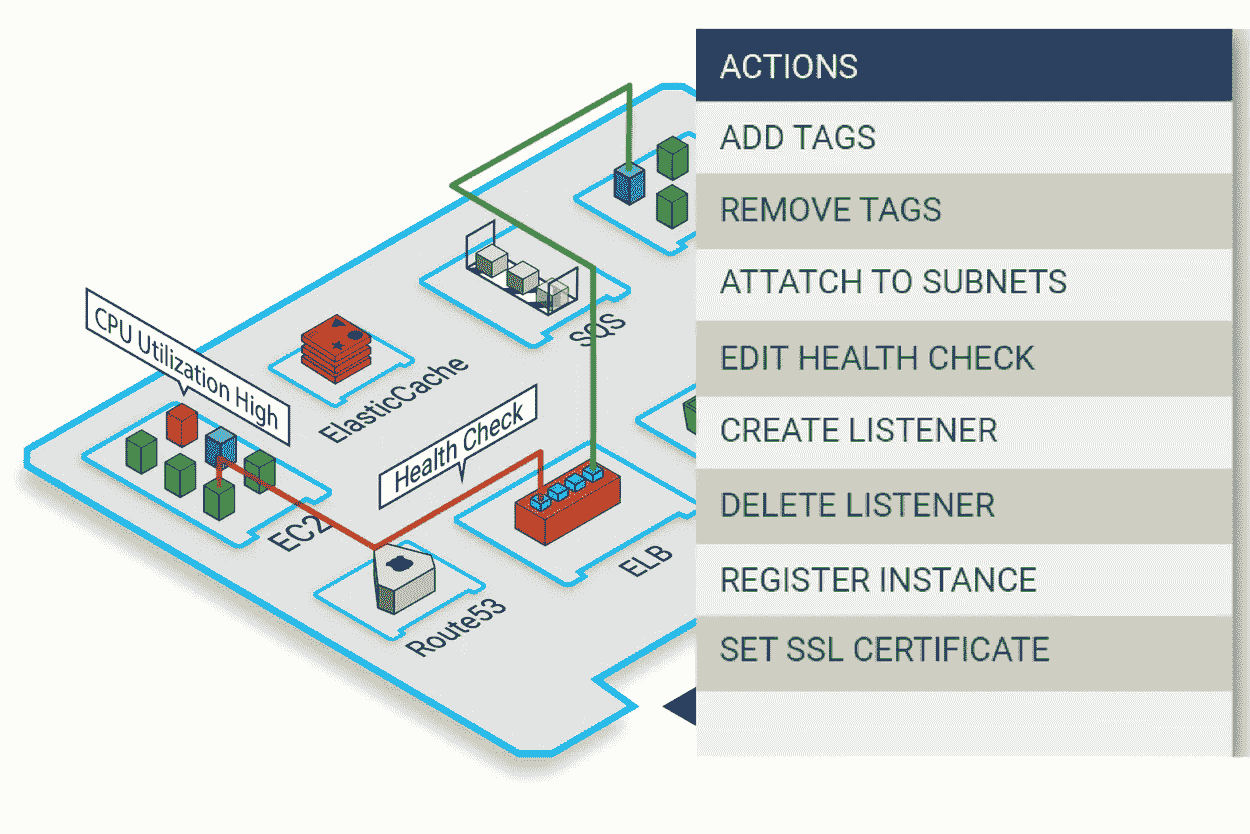 ACTIONS
ADD TAGS
REMOVE TAGS
ATTATCH TO SUBNETS
EDIT HEALTH CHECK
CREATE LISTENER
DELETE LISTENER
REGISTER INSTANCE
SET SSL CERTIFICATE
CPU Utilization High
SQS
ElasticCache
Health Check
EC2
ELB
Route53